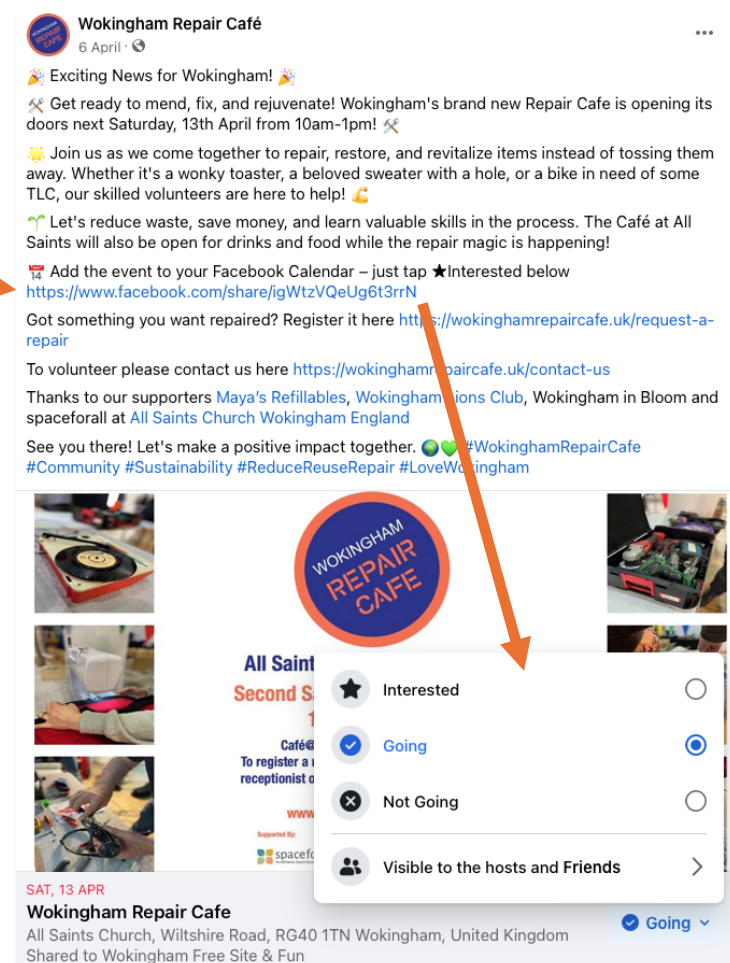 Wokingham Repair Café
6 April ·
🎉 Exciting News for Wokingham! 🎉
🛠️ Get ready to mend, fix, and rejuvenate! Wokingham's brand new Repair Cafe is opening its
doors next Saturday, 13th April from 10am-1pm! 🛠️
🌟 Join us as we come together to repair, restore, and revitalize items instead of tossing them
away. Whether it's a wonky toaster, a beloved sweater with a hole, or a bike in need of some
TLC, our skilled volunteers are here to help! 💪
🌱 Let's reduce waste, save money, and learn valuable skills in the process. The Café at All
Saints will also be open for drinks and food while the repair magic is happening!
📅 Add the event to your Facebook Calendar – just tap ★Interested below
https://www.facebook.com/share/igWtzVQeUg6t3rrN
Got something you want repaired? Register it here https://wokinghamrepaircafe.uk/request-a-
repair
To volunteer please contact us here https://wokinghamrepaircafe.uk/contact-us
Thanks to our supporters Maya's Refillables, Wokingham Lions Club, Wokingham in Bloom and
spaceforall at All Saints Church Wokingham England
See you there! Let's make a positive impact together. 🌍💚 #WokinghamRepairCafe
#Community #Sustainability #ReduceReuseRepair #LoveWokingham
WOKINGHAM
REPAIR
CAFE
All Saint
Second S
1
Café@
To register a
receptionist o
www
Supported By:
spacefo
Interested
Going
Not Going
Visible to the hosts and Friends
SAT, 13 APR
Wokingham Repair Cafe
All Saints Church, Wiltshire Road, RG40 1TN Wokingham, United Kingdom
Shared to Wokingham Free Site & Fun
Going